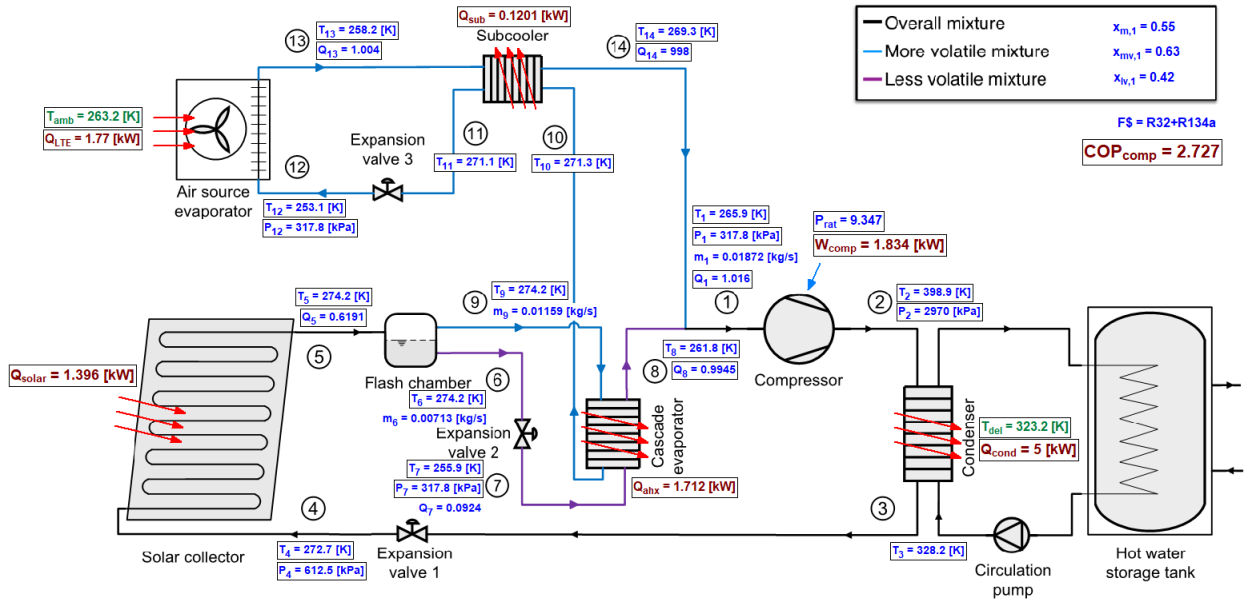 Q_sub = 0.1201 [kW]
Subcooler
T_13 = 258.2 [K]
13
Q_13 = 1.004
T_14 = 269.3 [K]
14
Q_14 = 998
Overall mixture
x_m,1 = 0.55
More volatile mixture
x_mv,1 = 0.63
Less volatile mixture
x_lv,1 = 0.42
F$ = R32+R134a
COP_comp = 2.727
T_amb = 263.2 [K]
Q_LTE = 1.77 [kW]
11
10
Expansion
valve 3
T_11 = 271.1 [K]
T_10 = 271.3 [K]
12
Air source
evaporator
T_12 = 253.1 [K]
P_12 = 317.8 [kPa]
T_1 = 265.9 [K]
P_1 = 317.8 [kPa]
m_1 = 0.01872 [kg/s]
Q_1 = 1.016
P_rat = 9.347
W_comp = 1.834 [kW]
T_5 = 274.2 [K]
Q_5 = 0.6191
5
9
T_9 = 274.2 [K]
m_9 = 0.01159 [kg/s]
1
2
T_2 = 398.9 [K]
P_2 = 2970 [kPa]
T_8 = 261.8 [K]
8
Q_8 = 0.9945
Compressor
Q_solar = 1.396 [kW]
Flash chamber
6
T_6 = 274.2 [K]
m_6 = 0.00713 [kg/s]
Expansion
valve 2
Cascade
evaporator
Condenser
T_del = 323.2 [K]
Q_cond = 5 [kW]
T_7 = 255.9 [K]
P_7 = 317.8 [kPa]
7
Q_7 = 0.0924
Q_ahx = 1.712 [kW]
4
3
Solar collector
T_4 = 272.7 [K]
P_4 = 612.5 [kPa]
Expansion
valve 1
T_3 = 328.2 [K]
Circulation
pump
Hot water
storage tank